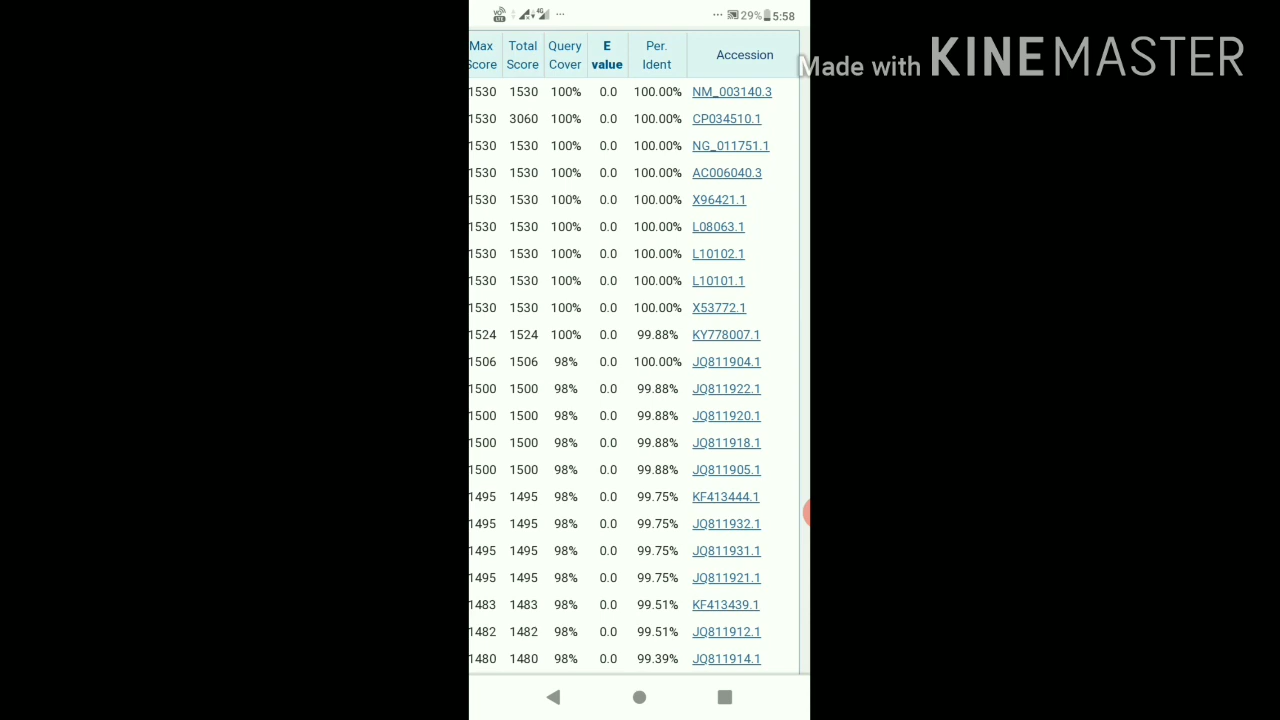 VO LTE 4G ... ... 29% 5:58
Made with KINEMASTER
Max Score Total Score Query Cover E value Per. Ident Accession
1530 1530 100% 0.0 100.00% NM_003140.3
1530 3060 100% 0.0 100.00% CP034510.1
1530 1530 100% 0.0 100.00% NG_011751.1
1530 1530 100% 0.0 100.00% AC006040.3
1530 1530 100% 0.0 100.00% X96421.1
1530 1530 100% 0.0 100.00% L08063.1
1530 1530 100% 0.0 100.00% L10102.1
1530 1530 100% 0.0 100.00% L10101.1
1530 1530 100% 0.0 100.00% X53772.1
1524 1524 100% 0.0 99.88% KY778007.1
1506 1506 98% 0.0 100.00% JQ811904.1
1500 1500 98% 0.0 99.88% JQ811922.1
1500 1500 98% 0.0 99.88% JQ811920.1
1500 1500 98% 0.0 99.88% JQ811918.1
1500 1500 98% 0.0 99.88% JQ811905.1
1495 1495 98% 0.0 99.75% KF413444.1
1495 1495 98% 0.0 99.75% JQ811932.1
1495 1495 98% 0.0 99.75% JQ811931.1
1495 1495 98% 0.0 99.75% JQ811921.1
1483 1483 98% 0.0 99.51% KF413439.1
1482 1482 98% 0.0 99.51% JQ811912.1
1480 1480 98% 0.0 99.39% JQ811914.1